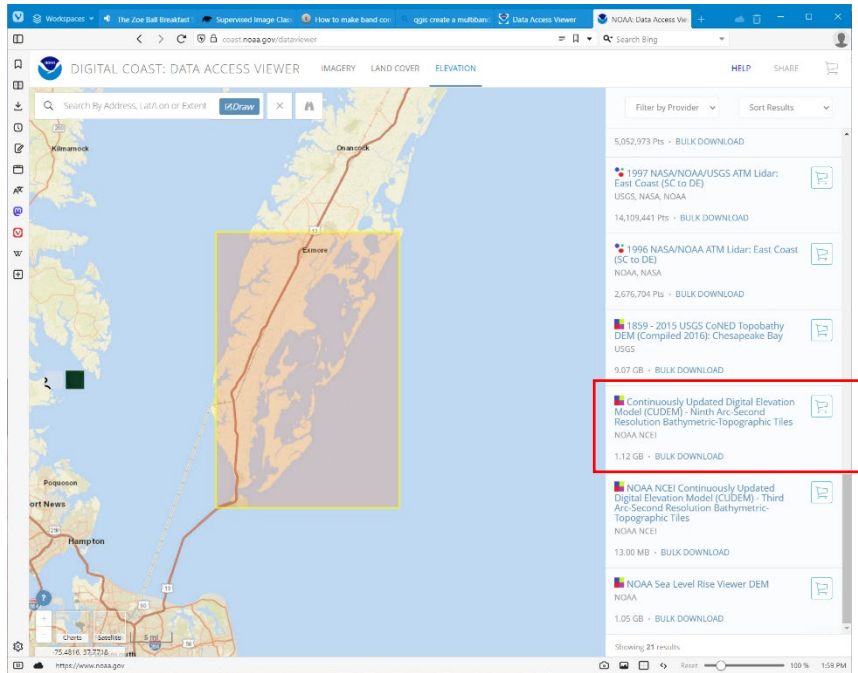 Workspaces
The Zoe Ball Breakfast
Supervised Image Class
How to make band con
qgis create a multiband
Data Access Viewer
NOAA: Data Access Vie
coast.noaa.gov/dataviewer
Search Bing
DIGITAL COAST: DATA ACCESS VIEWER
IMAGERY
LAND COVER
ELEVATION
HELP
SHARE
Search By Address, Lat/Lon or Extent
Draw
Filter by Provider
Sort Results
Kilmarnock
Onancock
Exmore
Poquoson
ort News
Hampton
13
13
Charts
Satellite
5 mi
-75.4816, 37.7718
5,052,973 Pts - BULK DOWNLOAD
1997 NASA/NOAA/USGS ATM Lidar:
East Coast (SC to DE)
USGS, NASA, NOAA
14,109,441 Pts - BULK DOWNLOAD
1996 NASA/NOAA ATM Lidar: East Coast
(SC to DE)
NOAA, NASA
2,676,704 Pts - BULK DOWNLOAD
1859 - 2015 USGS CoNED Topobathy
DEM (Compiled 2016): Chesapeake Bay
USGS
9.07 GB - BULK DOWNLOAD
Continuously Updated Digital Elevation
Model (CUDEM) - Ninth Arc-Second
Resolution Bathymetric-Topographic Tiles
NOAA NCEI
1.12 GB - BULK DOWNLOAD
NOAA NCEI Continuously Updated
Digital Elevation Model (CUDEM) - Third
Arc-Second Resolution Bathymetric-
Topographic Tiles
NOAA NCEI
13.00 MB - BULK DOWNLOAD
NOAA Sea Level Rise Viewer DEM
NOAA
1.05 GB - BULK DOWNLOAD
Showing 21 results
https://www.noaa.gov
Reset
100 %
1:59 PM